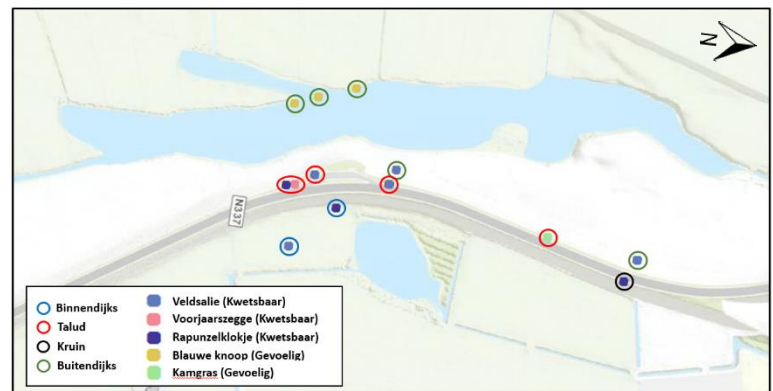 N
N337
Binnendijks
Talud
Kruin
Buitendijks
Veldsalie (Kwetsbaar)
Voorjaarszegge (Kwetsbaar)
Rapunzelklokje (Kwetsbaar)
Blauwe knoop (Gevoelig)
Kamgras (Gevoelig)